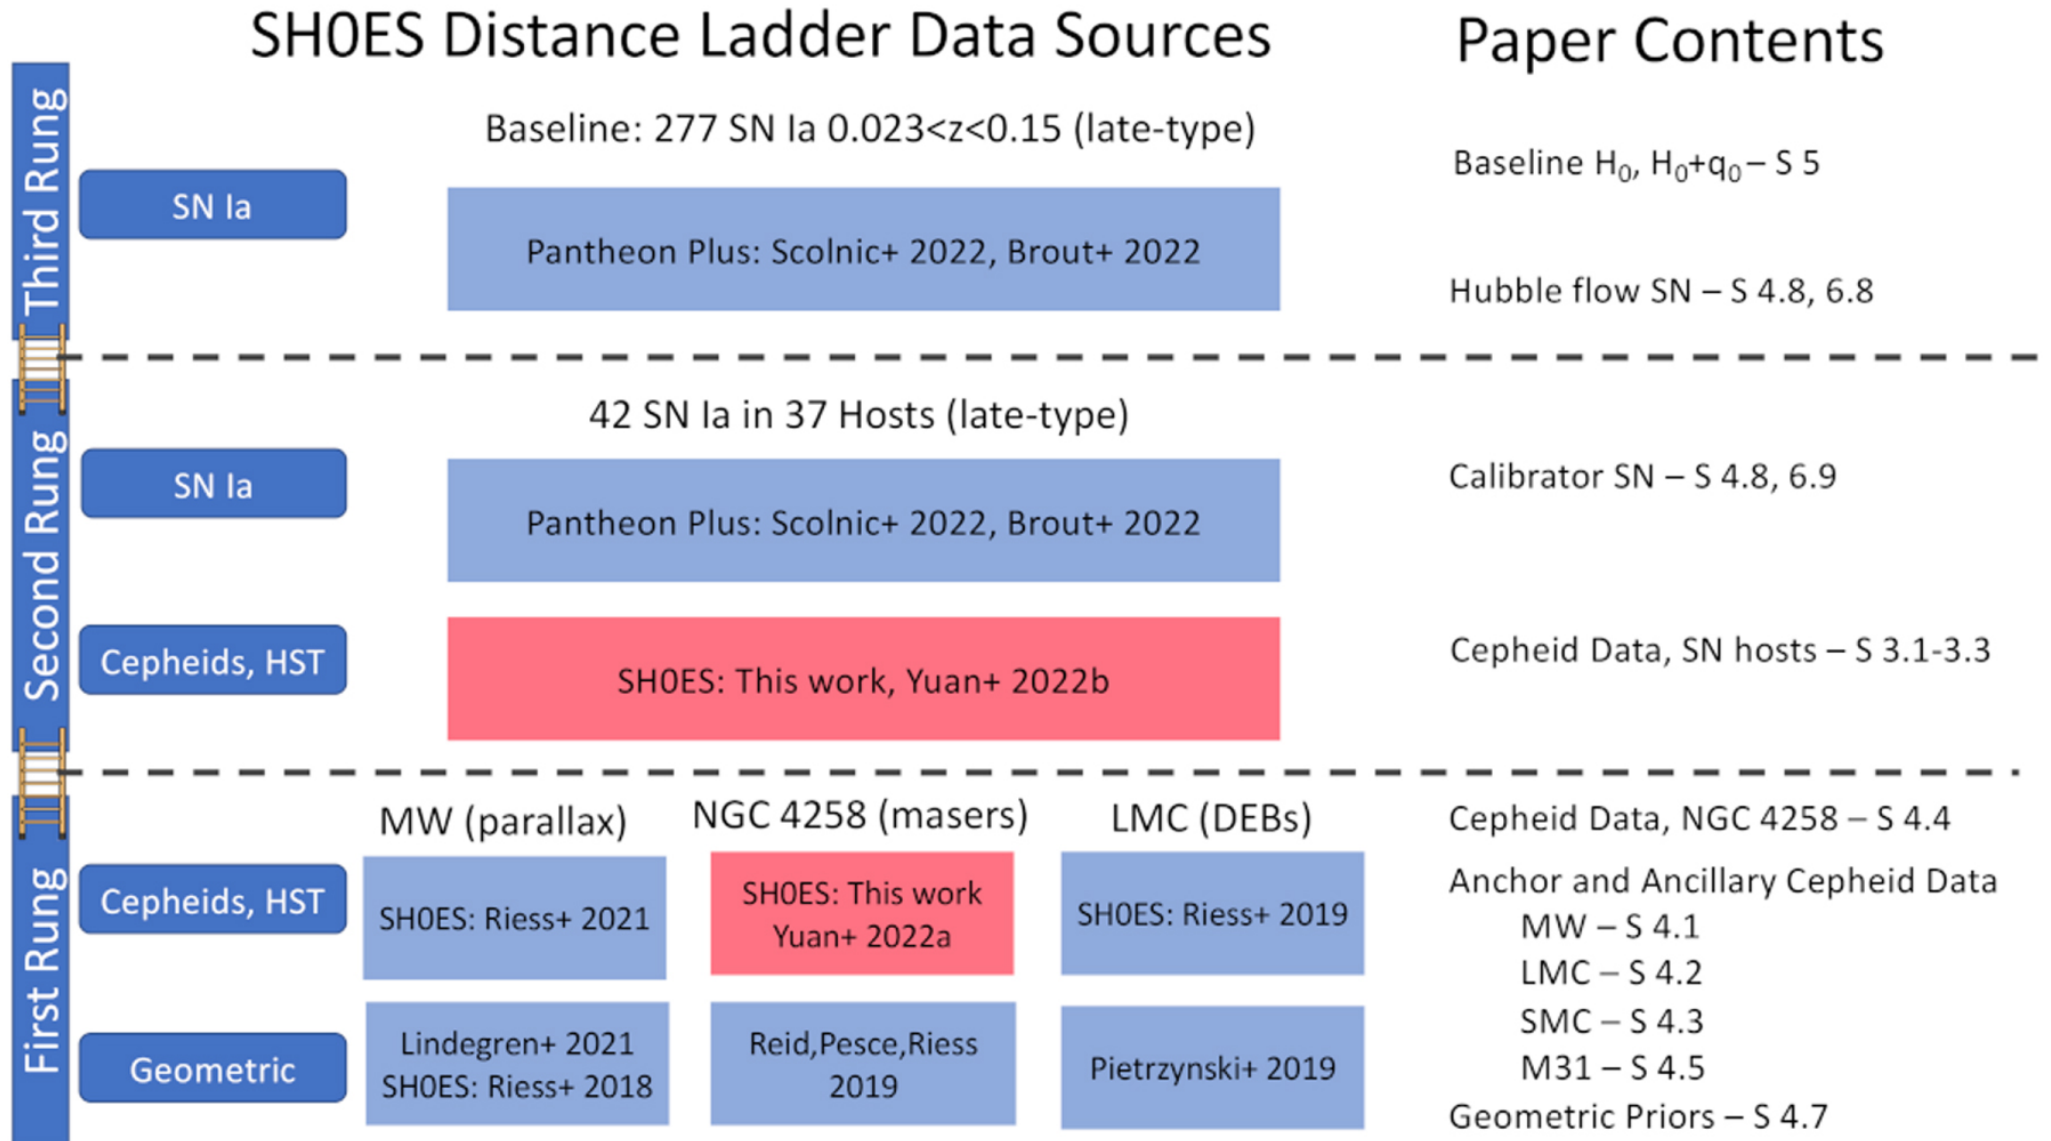 SH0ES Distance Ladder Data Sources
Paper Contents
Third Rung
Baseline: 277 SN Ia 0.023<z<0.15 (late-type)
SN Ia
Pantheon Plus: Scolnic+ 2022, Brout+ 2022
Baseline H₀, H₀+q₀ – S 5
Hubble flow SN – S 4.8, 6.8
Second Rung
42 SN Ia in 37 Hosts (late-type)
SN Ia
Pantheon Plus: Scolnic+ 2022, Brout+ 2022
Calibrator SN – S 4.8, 6.9
Cepheids, HST
SH0ES: This work, Yuan+ 2022b
Cepheid Data, SN hosts – S 3.1-3.3
First Rung
MW (parallax)
NGC 4258 (masers)
LMC (DEBs)
Cepheids, HST
SH0ES: Riess+ 2021
SH0ES: This work
Yuan+ 2022a
SH0ES: Riess+ 2019
Geometric
Lindegren+ 2021
SH0ES: Riess+ 2018
Reid,Pesce,Riess
2019
Pietrzynski+ 2019
Cepheid Data, NGC 4258 – S 4.4
Anchor and Ancillary Cepheid Data
MW – S 4.1
LMC – S 4.2
SMC – S 4.3
M31 – S 4.5
Geometric Priors – S 4.7